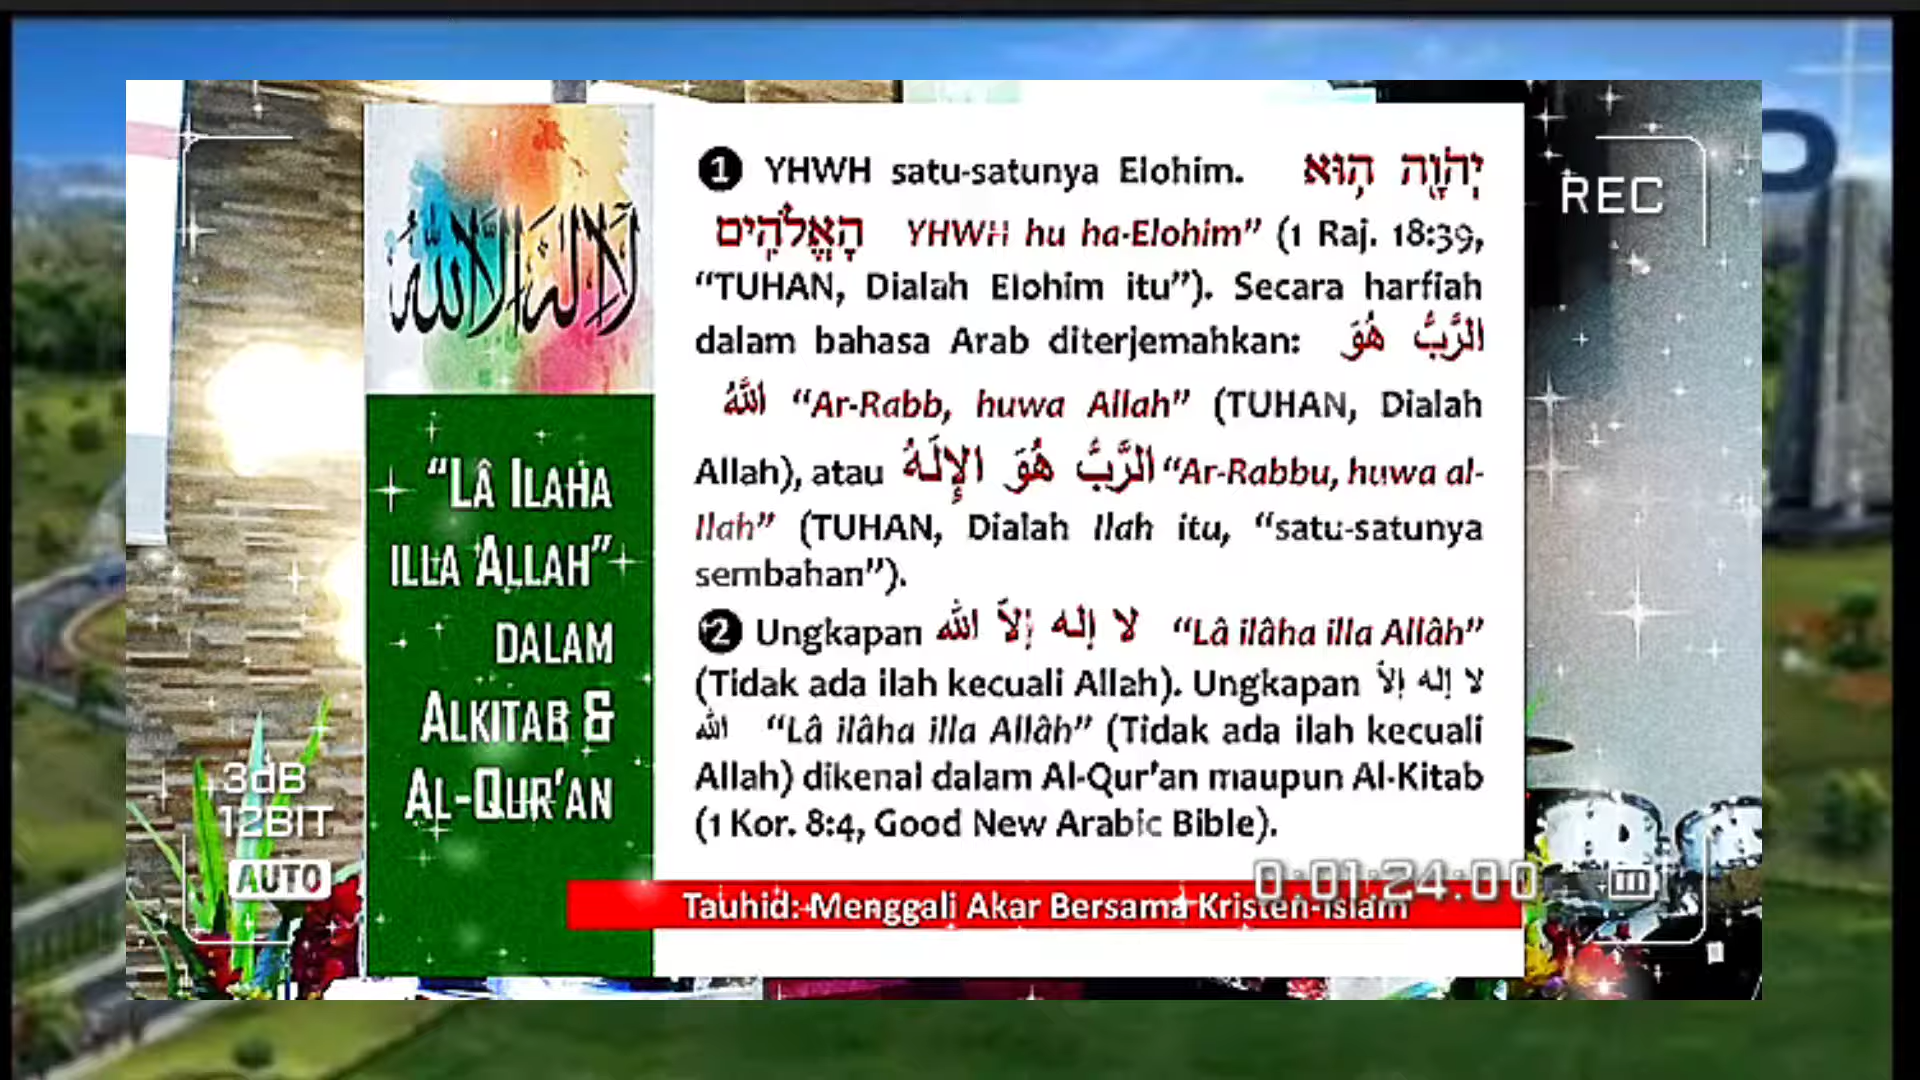 لا إله إلا الله
“LÂ ILAHA
ILLA ALLAH”
DALAM
ALKITAB &
AL-QUR’AN
❶ YHWH satu-satunya Elohim. יְהוָ֖ה ה֥וּא
הָאֱלֹהִֽים YHWH hu ha-Elohim” (1 Raj. 18:39,
“TUHAN, Dialah Elohim itu”). Secara harfiah
dalam bahasa Arab diterjemahkan: الرَّبُّ هُوَ
اللهُ “Ar-Rabb, huwa Allah” (TUHAN, Dialah
Allah), atau الرَّبُّ هُوَ الإِلَهُ “Ar-Rabbu, huwa al-
Ilah” (TUHAN, Dialah Ilah itu, “satu-satunya
sembahan”).
❷ Ungkapan لا إله إلاّ الله “Lâ ilâha illa Allâh”
(Tidak ada ilah kecuali Allah). Ungkapan لا إله إلاّ
الله “Lâ ilâha illa Allâh” (Tidak ada ilah kecuali
Allah) dikenal dalam Al-Qur’an maupun Al-Kitab
(1 Kor. 8:4, Good New Arabic Bible).
Tauhid: Menggali Akar Bersama Kristen-Islam
REC
3dB
12BIT
AUTO
0:01:24:00